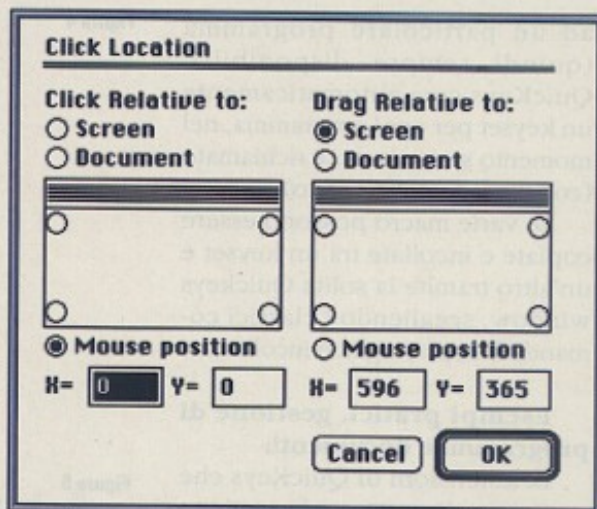 Click Location
Click Relative to:
Screen
Document
Mouse position
X= 0 Y= 0
Drag Relative to:
Screen
Document
Mouse position
X= 596 Y= 365
Cancel OK